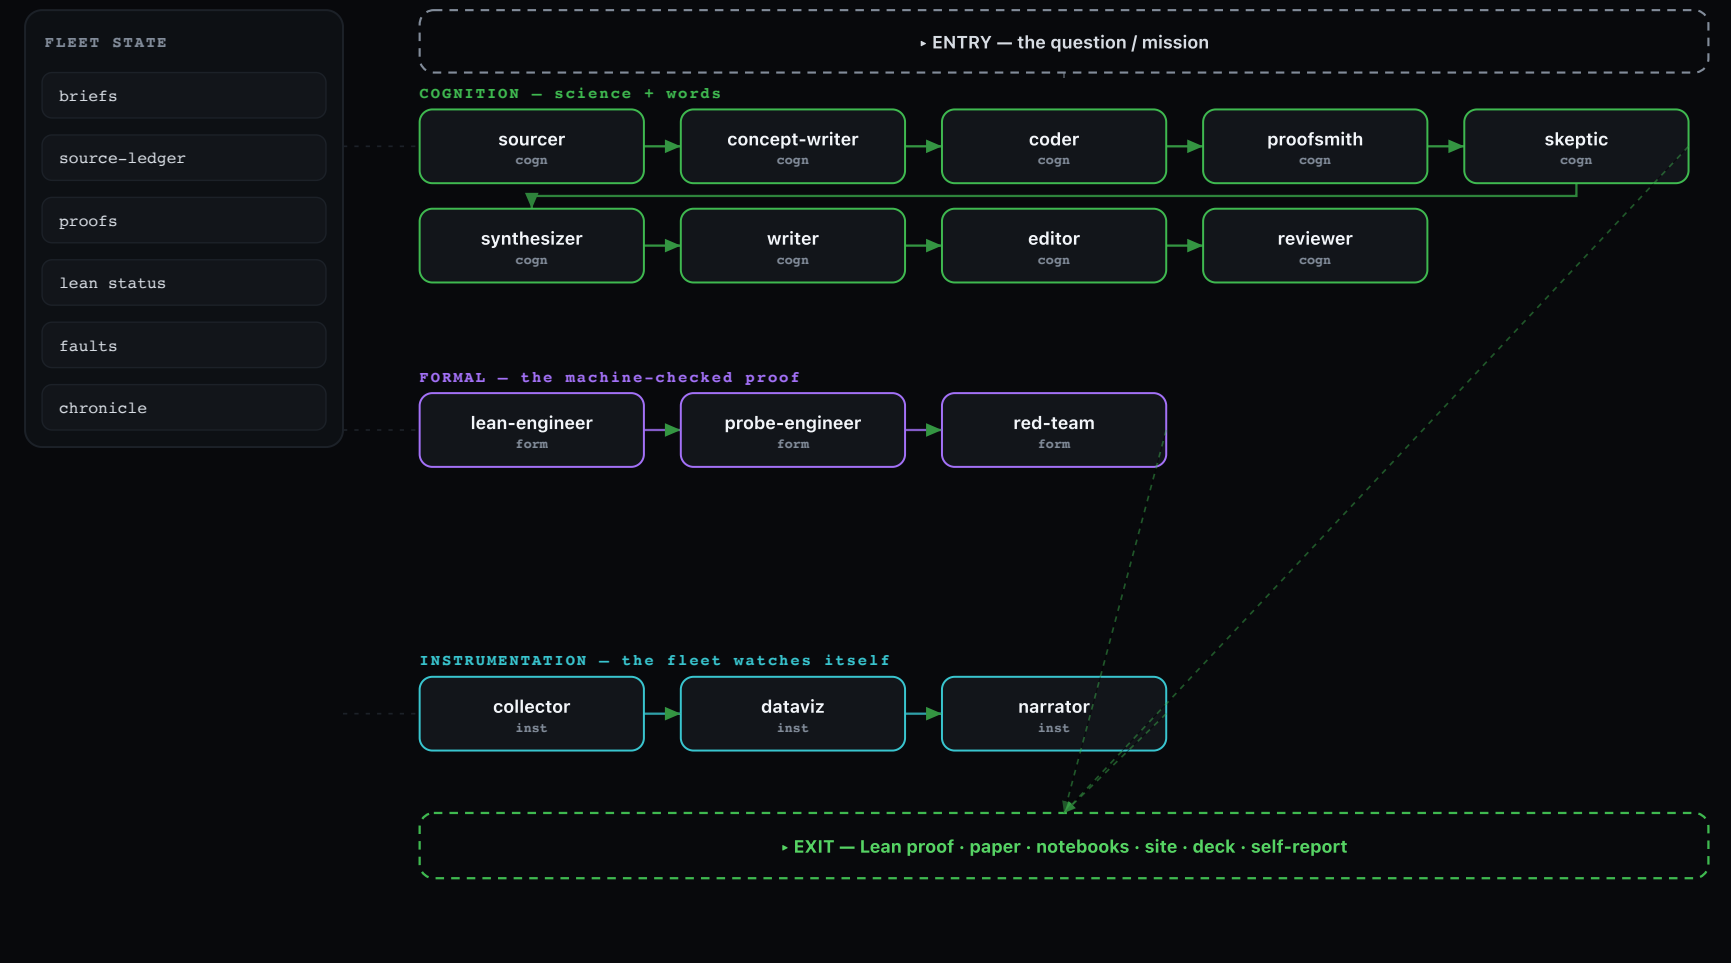 FLEET STATE
briefs
source-ledger
proofs
lean status
faults
chronicle
▸ ENTRY — the question / mission
COGNITION — science + words
sourcer
cogn
concept-writer
cogn
coder
cogn
proofsmith
cogn
skeptic
cogn
synthesizer
cogn
writer
cogn
editor
cogn
reviewer
cogn
FORMAL — the machine-checked proof
lean-engineer
form
probe-engineer
form
red-team
form
INSTRUMENTATION — the fleet watches itself
collector
inst
dataviz
inst
narrator
inst
▸ EXIT — Lean proof · paper · notebooks · site · deck · self-report